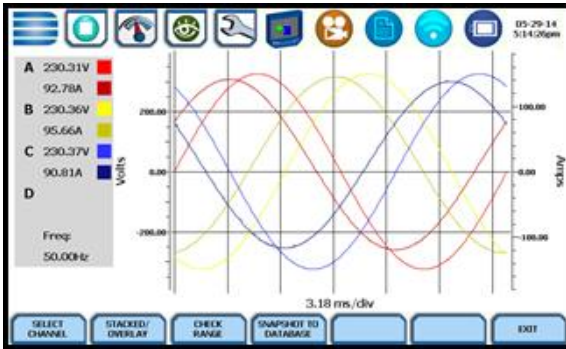 05-29-14
5:14:26pm
A 230.31V
92.78A
B 230.36V
95.66A
C 230.37V
90.81A
D
Freq:
50.00Hz
Volts
200.00
0.00
-200.00
100.00
0.00
-100.00
Amps
3.18 ms/div
SELECT CHANNEL
STACKED/ OVERLAY
CHECK RANGE
SNAPSHOT TO DATABASE
EXIT